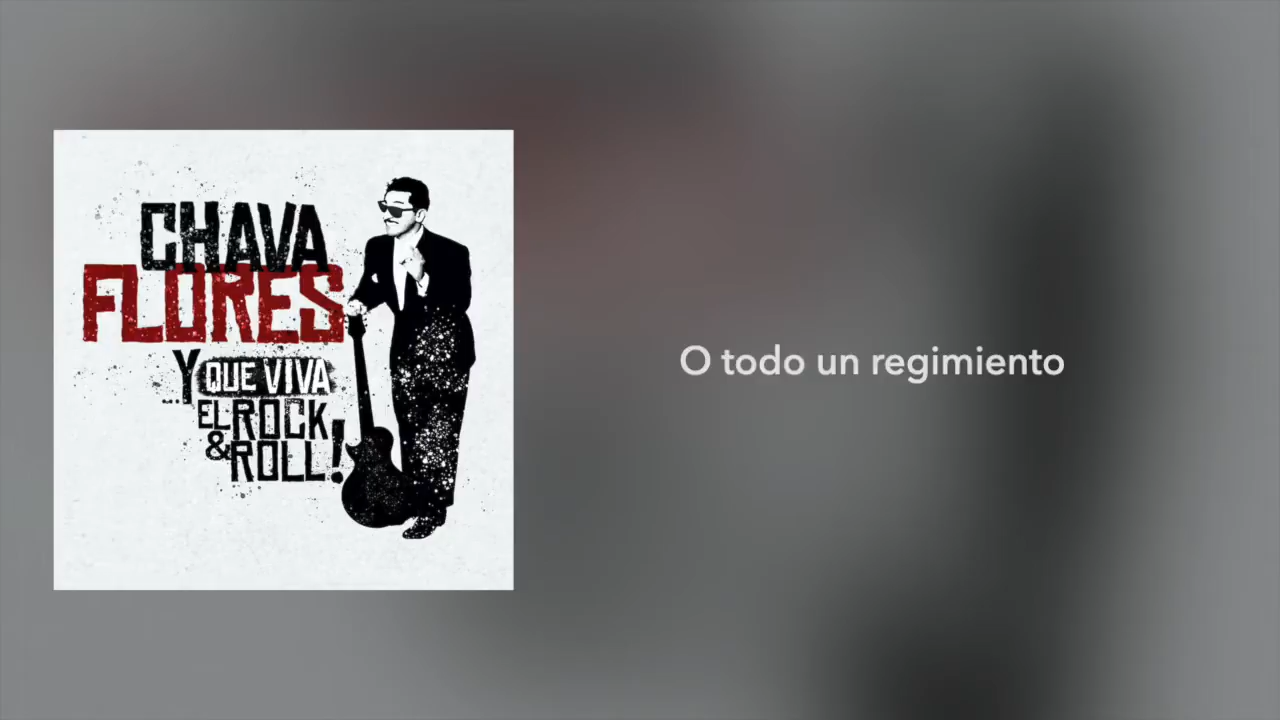 CHAVA
FLORES
...Y QUE VIVA
EL ROCK
& ROLL!
O todo un regimiento